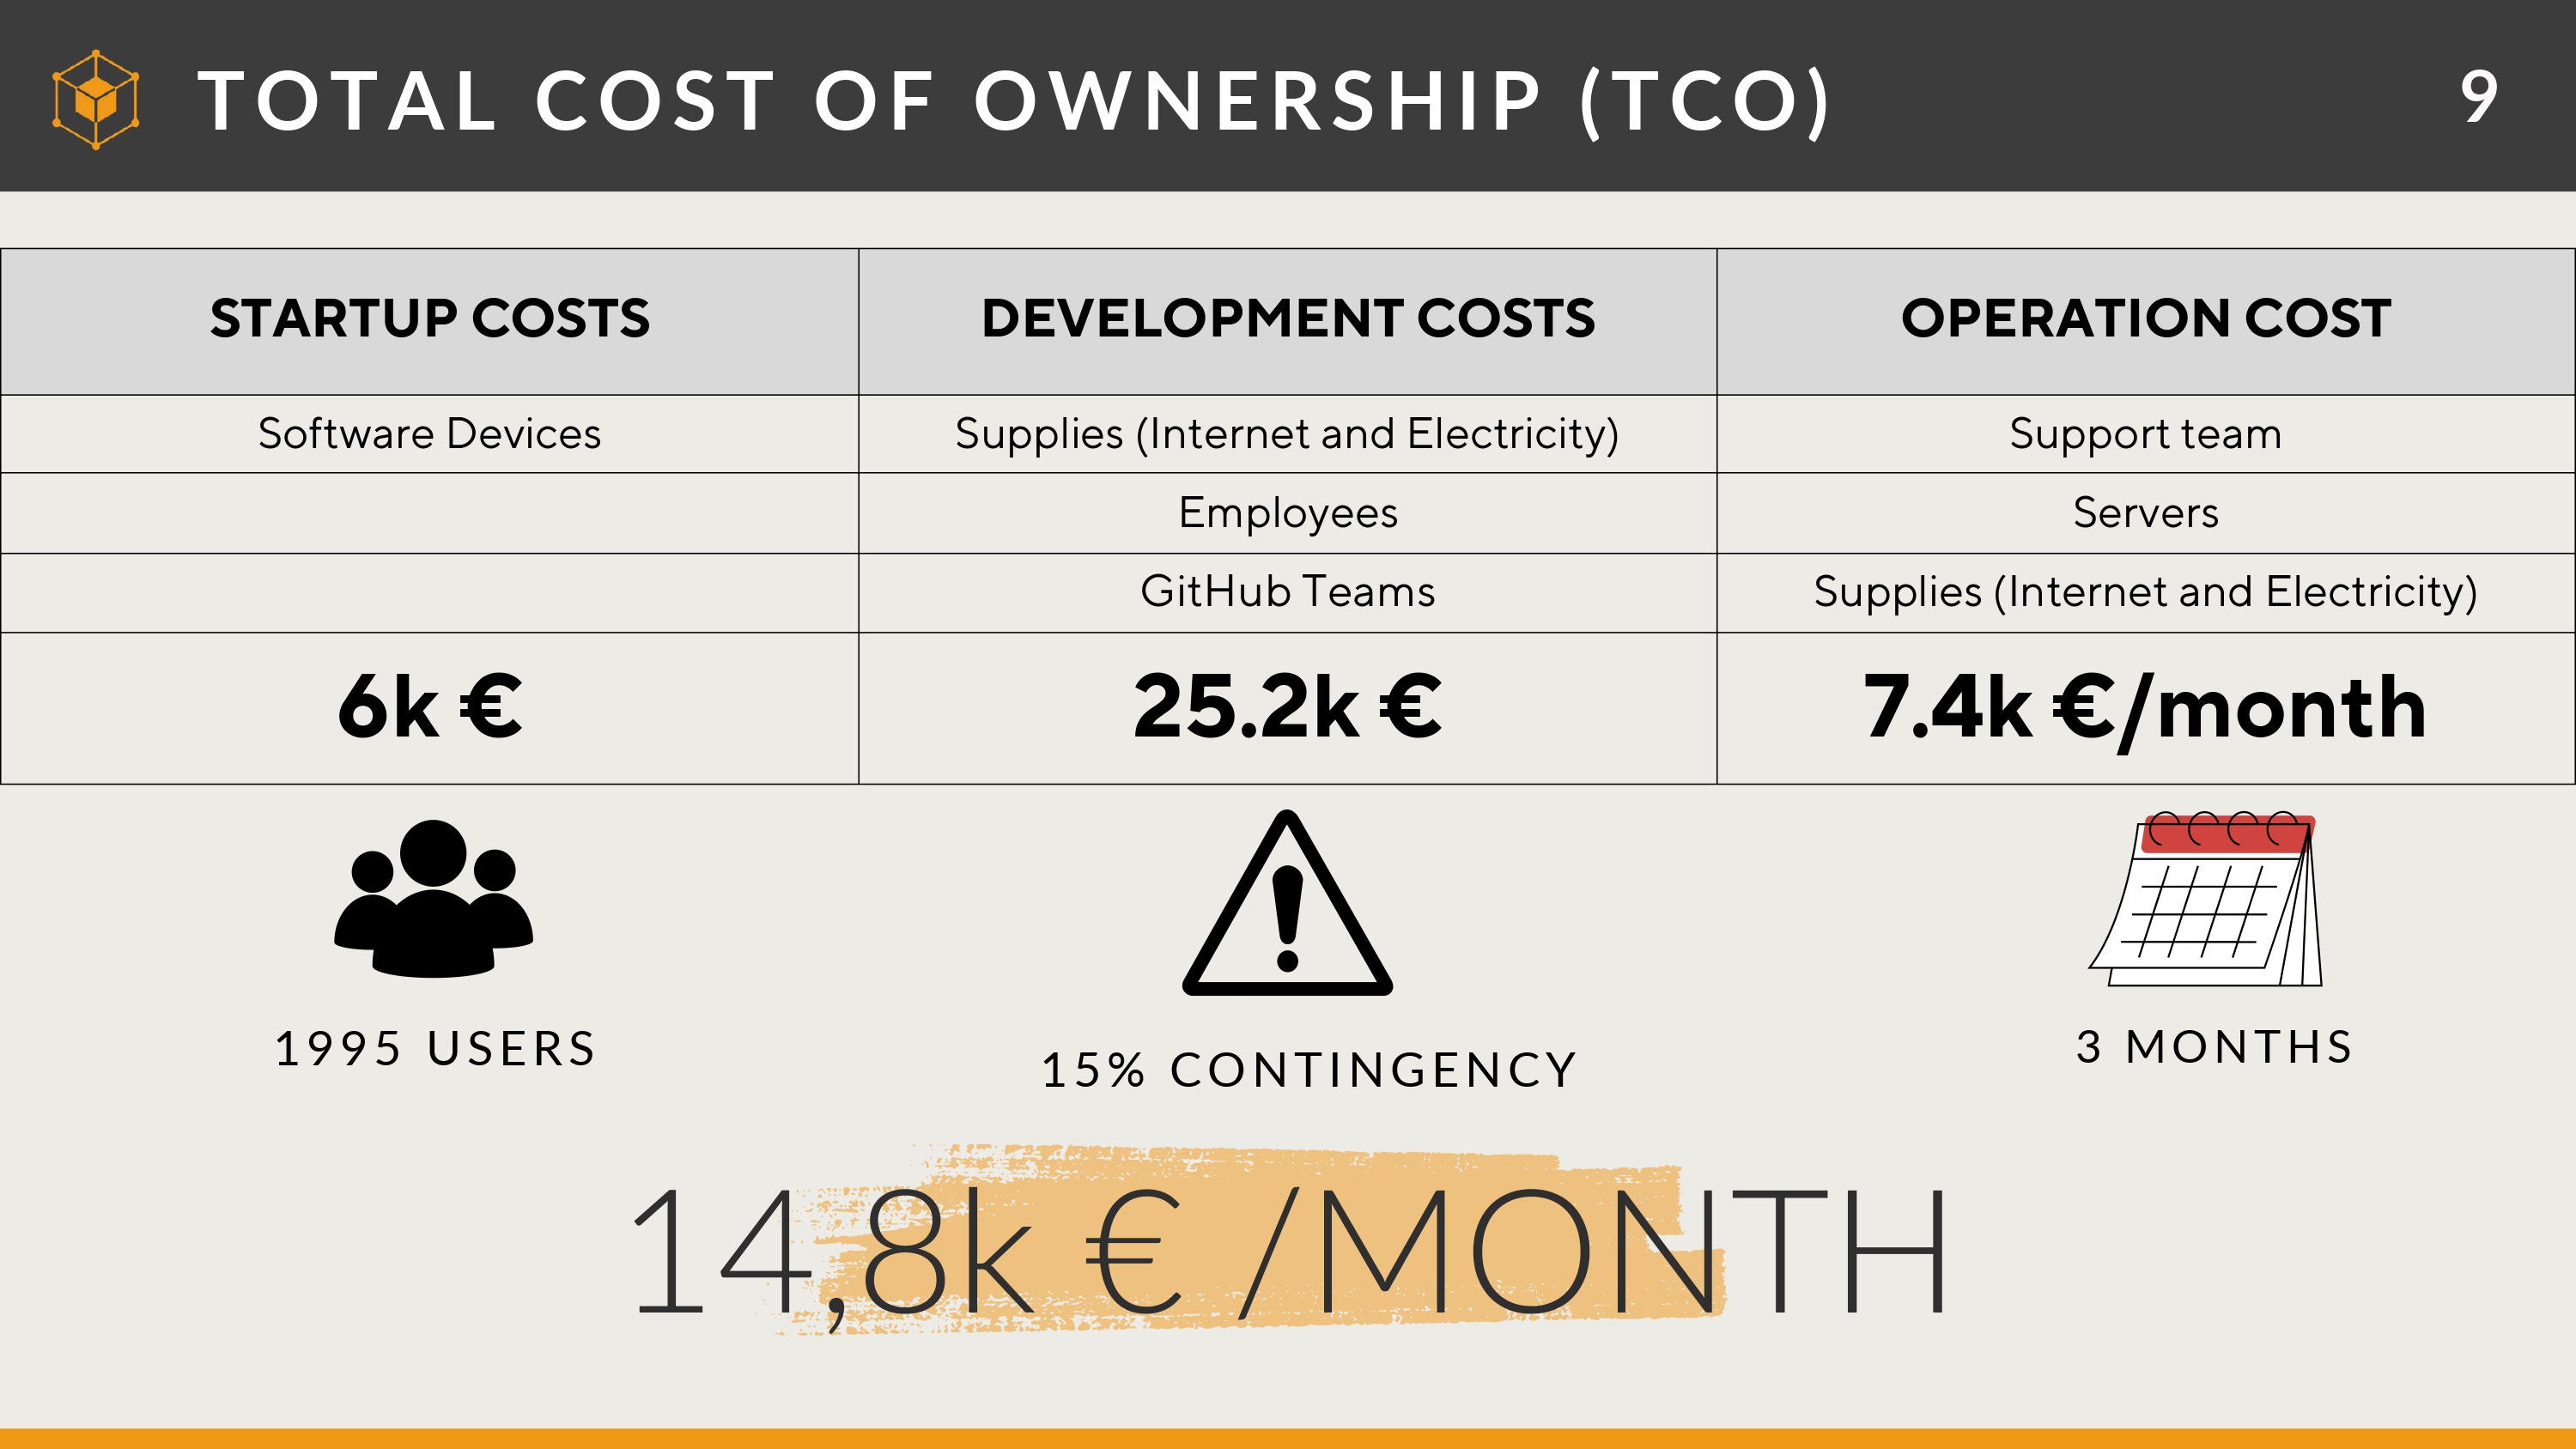 TOTAL COST OF OWNERSHIP (TCO)
9
STARTUP COSTS
DEVELOPMENT COSTS
OPERATION COST
Software Devices
Supplies (Internet and Electricity)
Support team
Employees
Servers
GitHub Teams
Supplies (Internet and Electricity)
6k €
25.2k €
7.4k €/month
1995 USERS
15% CONTINGENCY
3 MONTHS
14,8k € /MONTH